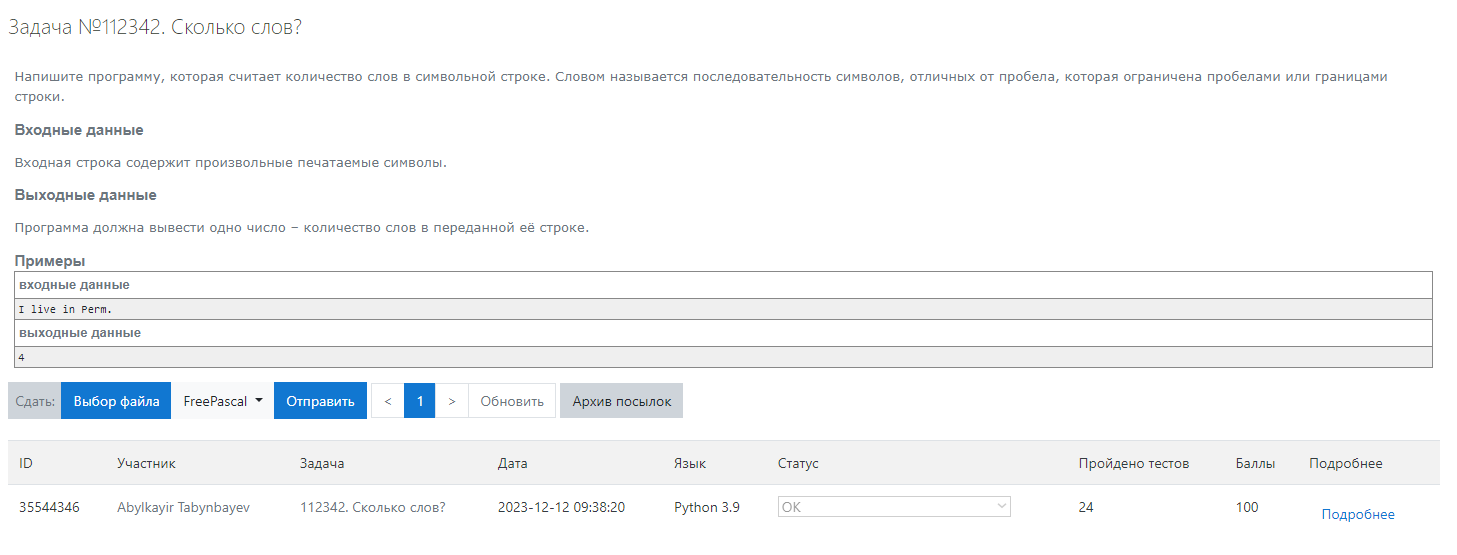 Задача №112342. Сколько слов?
Напишите программу, которая считает количество слов в символьной строке. Словом называется последовательность символов, отличных от пробела, которая ограничена пробелами или границами
строки.
Входные данные
Входная строка содержит произвольные печатаемые символы.
Выходные данные
Программа должна вывести одно число – количество слов в переданной её строке.
Примеры
входные данные
I live in Perm.
выходные данные
4
Сдать: Выбор файла FreePascal Отправить < 1 > Обновить Архив посылок
ID Участник Задача Дата Язык Статус Пройдено тестов Баллы Подробнее
35544346 Abylkayir Tabynbayev 112342. Сколько слов? 2023-12-12 09:38:20 Python 3.9 OK 24 100 Подробнее